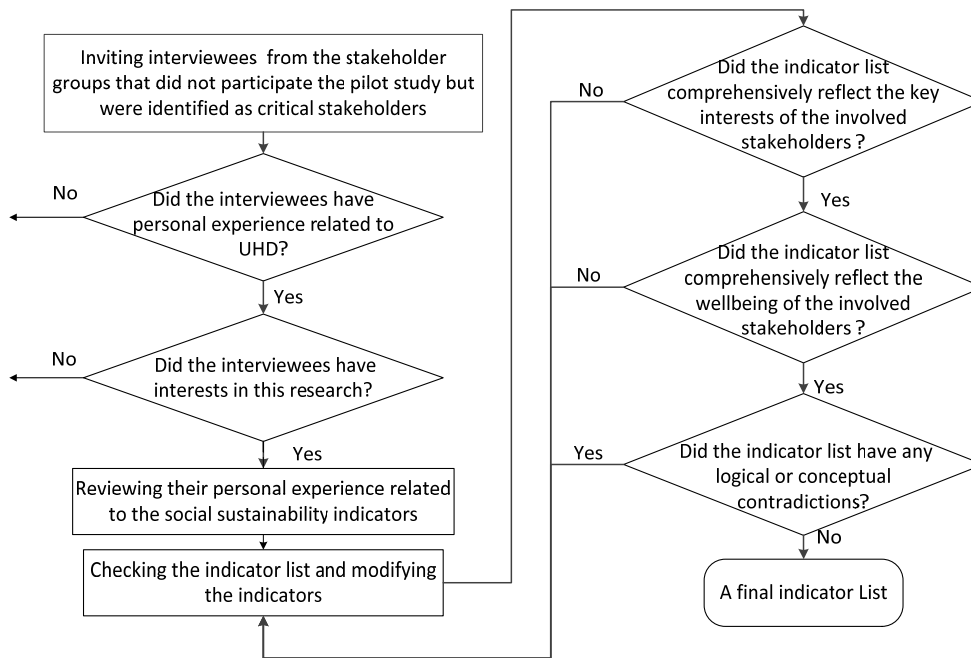 Inviting interviewees from the stakeholder
groups that did not participate the pilot study but
were identified as critical stakeholders
No
Did the interviewees have
personal experience related to
UHD?
Yes
No
Did the interviewees have
interests in this research?
Yes
Reviewing their personal experience related
to the social sustainability indicators
Checking the indicator list and modifying
the indicators
No
Did the indicator list
comprehensively reflect the key
interests of the involved
stakeholders ?
Yes
No
Did the indicator list
comprehensively reflect the
wellbeing of the involved
stakeholders ?
Yes
Yes
Did the indicator list have any
logical or conceptual
contradictions?
No
A final indicator List